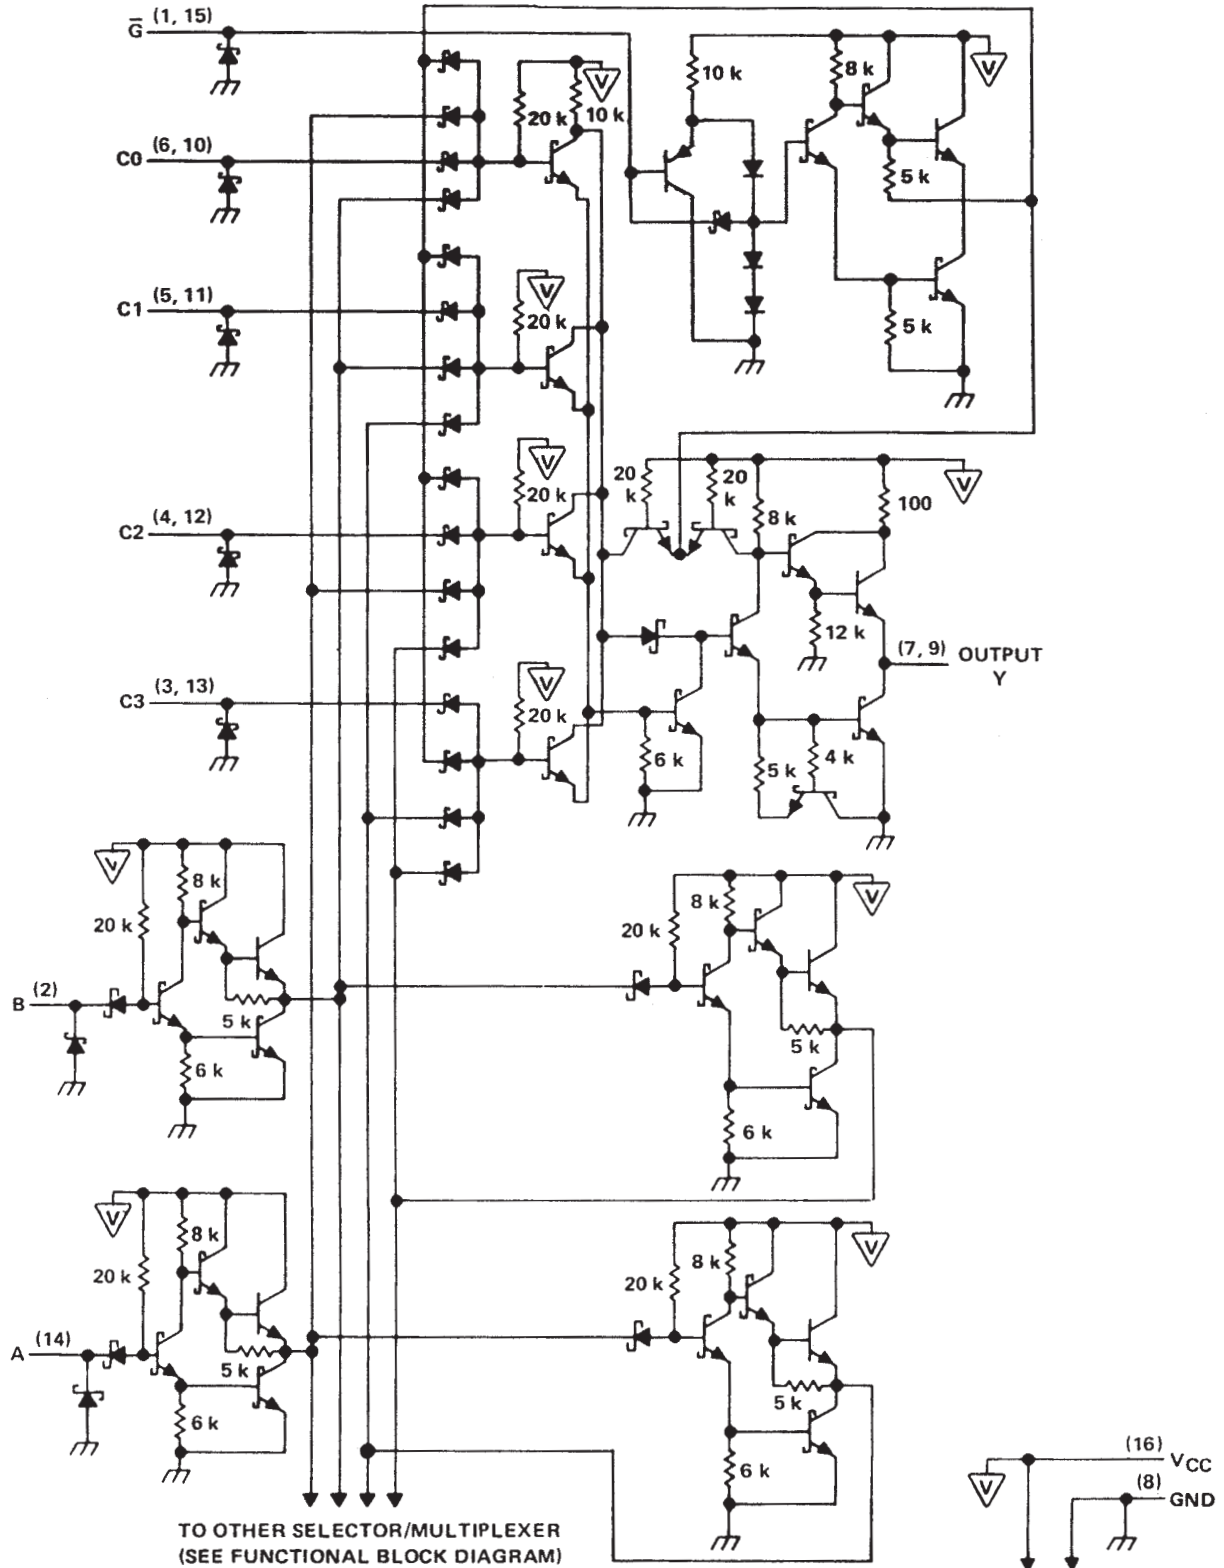 G̅ (1, 15)
V
10 k
8 k
V
20 k
10 k
C0 (6, 10)
5 k
C1 (5, 11)
V
20 k
5 k
V
20 k
20 k
20 k
8 k
V
100
C2 (4, 12)
12 k
(7, 9) OUTPUT Y
C3 (3, 13)
V
20 k
6 k
5 k
4 k
V
8 k
20 k
B (2)
5 k
6 k
8 k
V
20 k
5 k
6 k
V
8 k
20 k
A (14)
5 k
6 k
8 k
V
20 k
5 k
6 k
(16) VCC
V
(8) GND
TO OTHER SELECTOR/MULTIPLEXER
(SEE FUNCTIONAL BLOCK DIAGRAM)